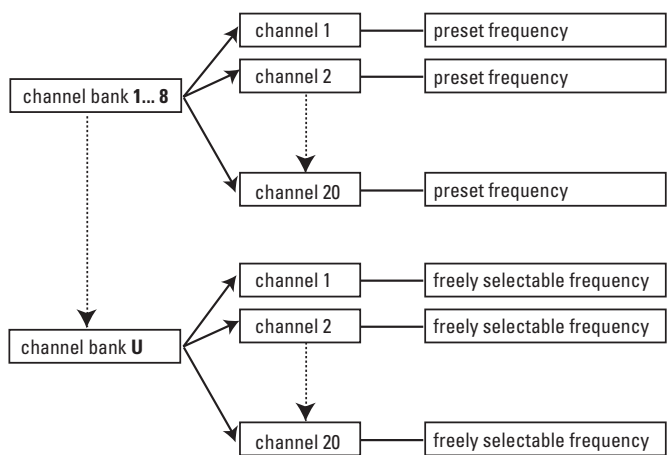 channel 1 preset frequency
channel 2 preset frequency
channel bank 1... 8
channel 20 preset frequency
channel 1 freely selectable frequency
channel 2 freely selectable frequency
channel bank U
channel 20 freely selectable frequency